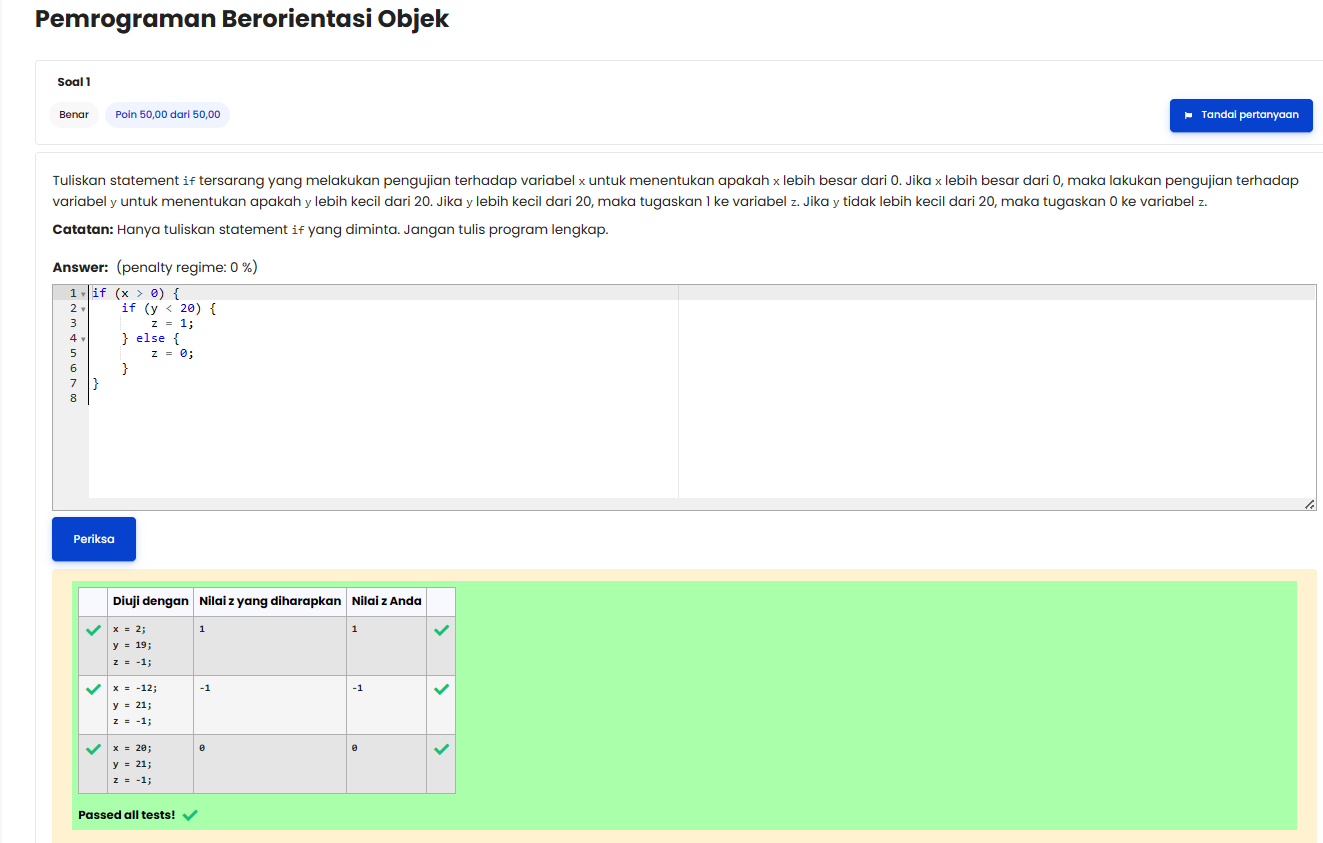 Pemrograman Berorientasi Objek
Soal 1
Benar
Poin 50,00 dari 50,00
Tandai pertanyaan
Tuliskan statement if tersarang yang melakukan pengujian terhadap variabel x untuk menentukan apakah x lebih besar dari 0. Jika x lebih besar dari 0, maka lakukan pengujian terhadap
variabel y untuk menentukan apakah y lebih kecil dari 20. Jika y lebih kecil dari 20, maka tugaskan 1 ke variabel z. Jika y tidak lebih kecil dari 20, maka tugaskan 0 ke variabel z.
Catatan: Hanya tuliskan statement if yang diminta. Jangan tulis program lengkap.
Answer: (penalty regime: 0 %)
1 if (x > 0) {
2     if (y < 20) {
3         z = 1;
4     } else {
5         z = 0;
6     }
7 }
8
Periksa
Diuji dengan Nilai z yang diharapkan Nilai z Anda
x = 2; 1 1
y = 19;
z = -1;
x = -12; -1 -1
y = 21;
z = -1;
x = 20; 0 0
y = 21;
z = -1;
Passed all tests!